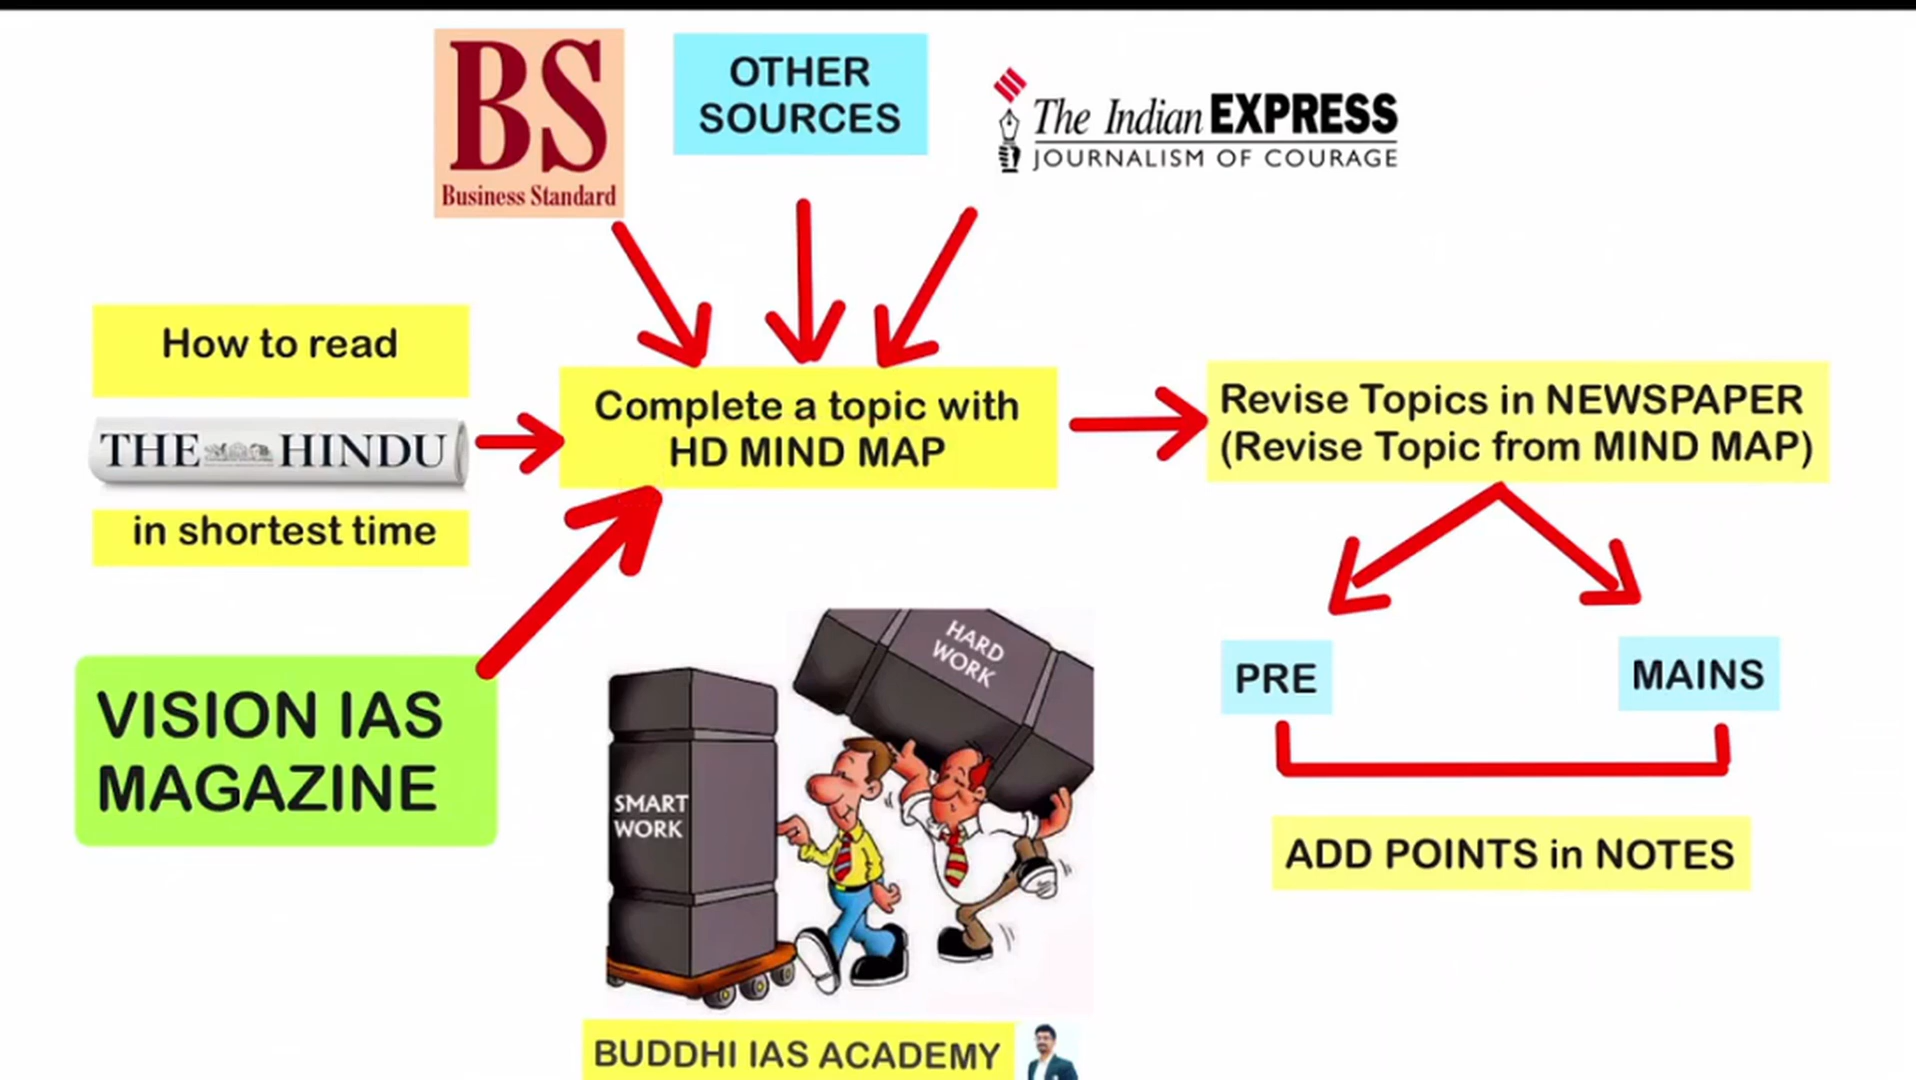 BS
Business Standard
OTHER
SOURCES
The Indian EXPRESS
JOURNALISM OF COURAGE
How to read
THE HINDU
in shortest time
Complete a topic with
HD MIND MAP
Revise Topics in NEWSPAPER
(Revise Topic from MIND MAP)
VISION IAS
MAGAZINE
HARD
WORK
SMART
WORK
PRE
MAINS
ADD POINTS in NOTES
BUDDHI IAS ACADEMY